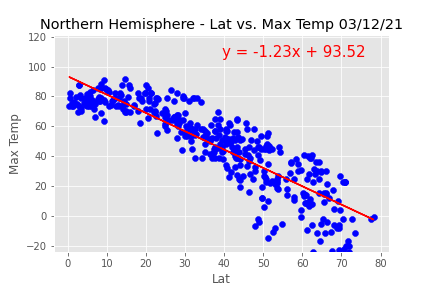 Northern Hemisphere - Lat vs. Max Temp 03/12/21
y = -1.23x + 93.52
120
100
80
60
40
20
0
−20
Max Temp
0 10 20 30 40 50 60 70 80
Lat